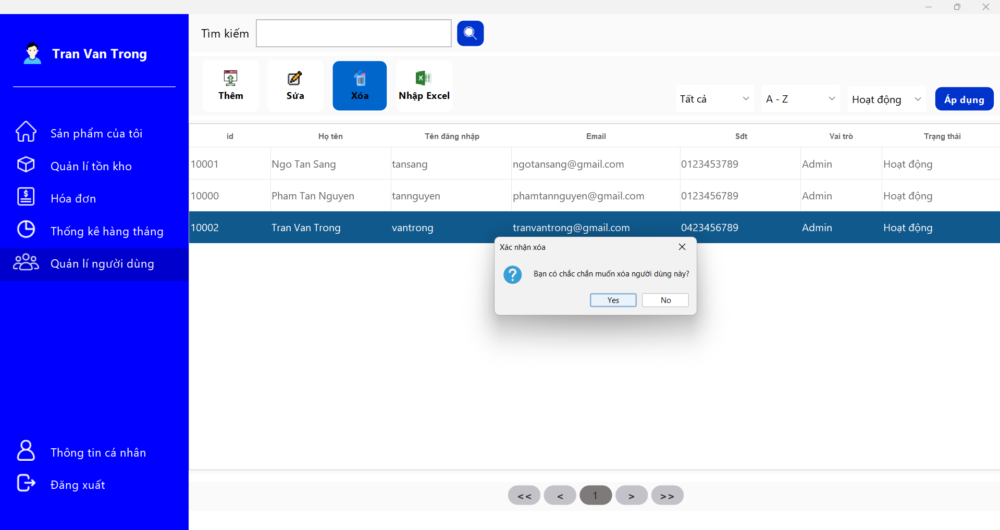 Tran Van Trong
Sản phẩm của tôi
Quản lí tồn kho
Hóa đơn
Thống kê hàng tháng
Quản lí người dùng
Thông tin cá nhân
Đăng xuất
Tìm kiếm
Thêm
Sửa
Xóa
Nhập Excel
Tất cả
A - Z
Hoạt động
Áp dụng
id Họ tên Tên đăng nhập Email Sđt Vai trò Trạng thái
10001 Ngo Tan Sang tansang ngotansang@gmail.com 0123453789 Admin Hoạt động
10000 Pham Tan Nguyen tannguyen phamtannguyen@gmail.com 0123456789 Admin Hoạt động
10002 Tran Van Trong vantrong tranvantrong@gmail.com 0423456789 Admin Hoạt động
Xác nhận xóa
Bạn có chắc chắn muốn xóa người dùng này?
Yes No
<< < 1 > >>